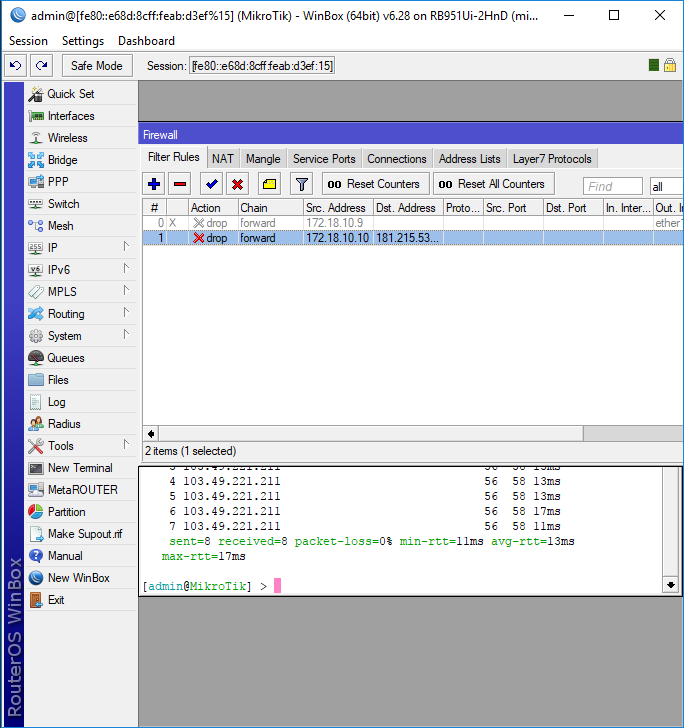 admin@[fe80::e68d:8cff:feab:d3ef%15] (MikroTik) - WinBox (64bit) v6.28 on RB951Ui-2HnD (mi...
Session Settings Dashboard
Safe Mode Session: [fe80::e68d:8cff:feab:d3ef:15]
Quick Set
Interfaces
Wireless
Bridge
PPP
Switch
Mesh
IP
IPv6
MPLS
Routing
System
Queues
Files
Log
Radius
Tools
New Terminal
MetaROUTER
Partition
Make Supout.rif
Manual
New WinBox
Exit
RouterOS WinBox
Firewall
Filter Rules NAT Mangle Service Ports Connections Address Lists Layer7 Protocols
00 Reset Counters 00 Reset All Counters Find all
# Action Chain Src. Address Dst. Address Proto... Src. Port Dst. Port In. Inter... Out. In
0 X drop forward 172.18.10.9 ether1
1 drop forward 172.18.10.10 181.215.53...
2 items (1 selected)
3 103.49.221.211 56 58 13ms
4 103.49.221.211 56 58 13ms
5 103.49.221.211 56 58 13ms
6 103.49.221.211 56 58 17ms
7 103.49.221.211 56 58 11ms
sent=8 received=8 packet-loss=0% min-rtt=11ms avg-rtt=13ms
max-rtt=17ms
[admin@MikroTik] >